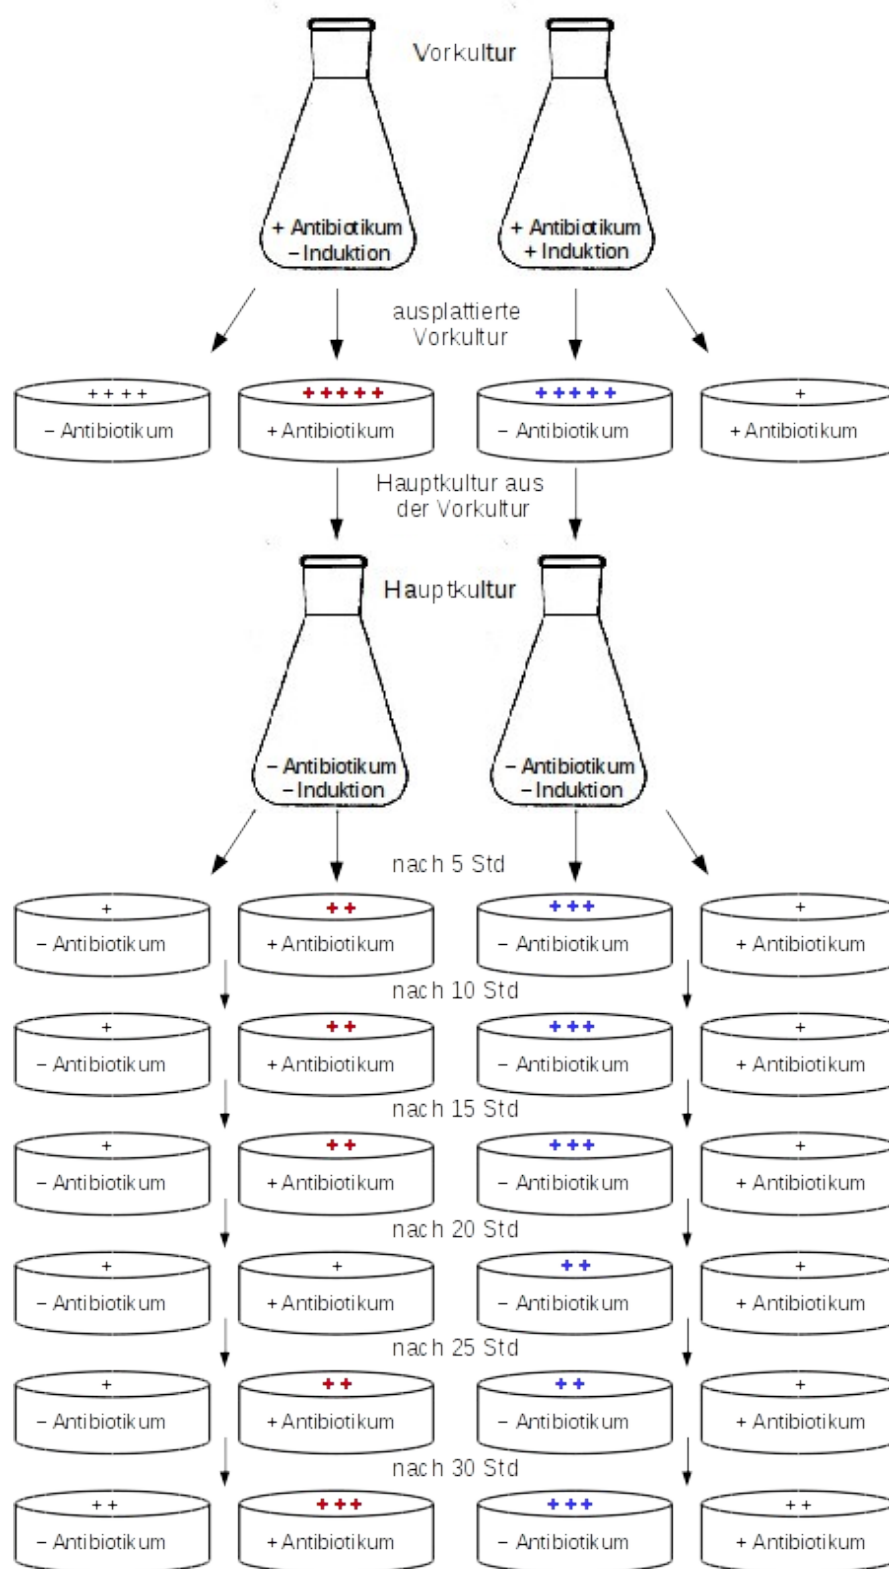 Vorkultur
+ Antibiotikum
– Induktion
+ Antibiotikum
+ Induktion
ausplattierte
Vorkultur
++++
+++++
+++++
+
– Antibiotikum
+ Antibiotikum
– Antibiotikum
+ Antibiotikum
Hauptkultur aus
der Vorkultur
Hauptkultur
– Antibiotikum
– Induktion
– Antibiotikum
– Induktion
nach 5 Std
+
++
+++
+
– Antibiotikum
+ Antibiotikum
– Antibiotikum
+ Antibiotikum
nach 10 Std
+
++
+++
+
– Antibiotikum
+ Antibiotikum
– Antibiotikum
+ Antibiotikum
nach 15 Std
+
++
+++
+
– Antibiotikum
+ Antibiotikum
– Antibiotikum
+ Antibiotikum
nach 20 Std
+
+
++
+
– Antibiotikum
+ Antibiotikum
– Antibiotikum
+ Antibiotikum
nach 25 Std
+
++
++
+
– Antibiotikum
+ Antibiotikum
– Antibiotikum
+ Antibiotikum
nach 30 Std
++
+++
+++
++
– Antibiotikum
+ Antibiotikum
– Antibiotikum
+ Antibiotikum